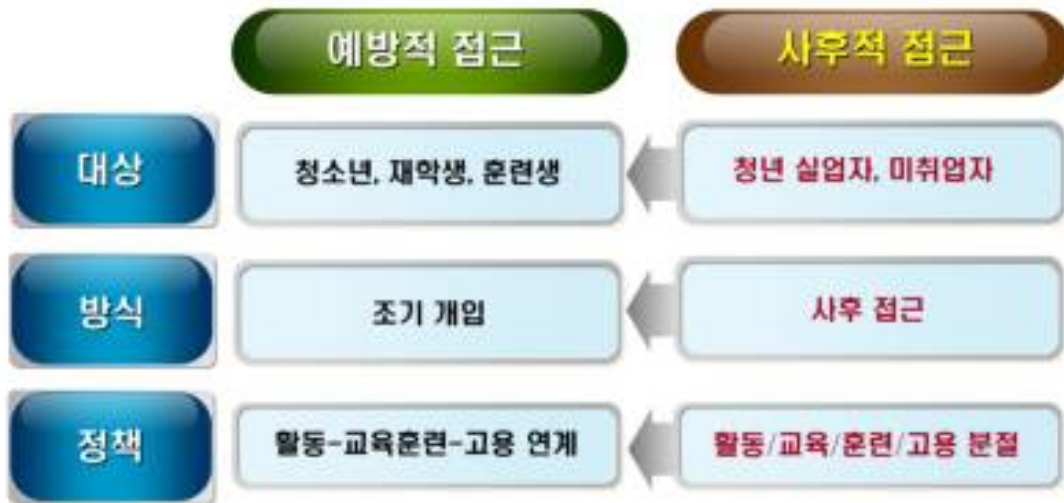 예방적 접근
사후적 접근
대상
청소년, 재학생, 훈련생
청년 실업자, 미취업자
방식
조기 개입
사후 접근
정책
활동-교육훈련-고용 연계
활동/교육/훈련/고용 분절